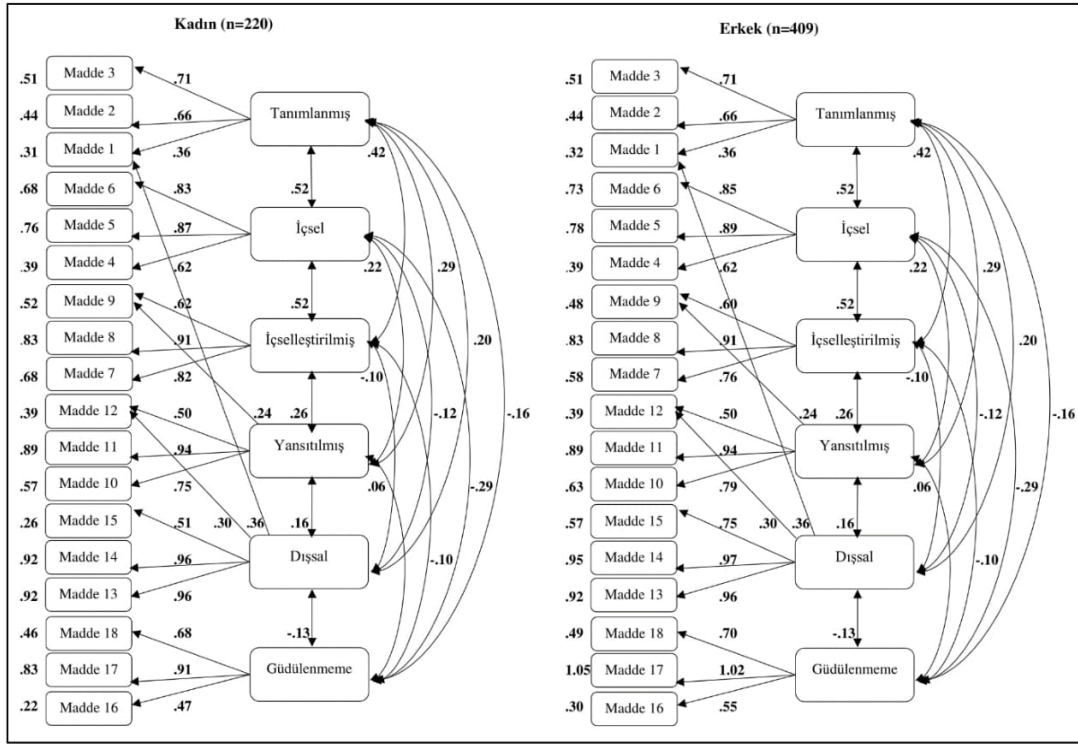 Kadın (n=220)
.51 Madde 3 .71
.44 Madde 2 .66 Tanımlanmış
.31 Madde 1 .36 .42
.68 Madde 6 .83 .52
.76 Madde 5 .87 İçsel
.39 Madde 4 .62 .22 .29
.52 Madde 9 .62 .52
.83 Madde 8 .91 İçselleştirilmiş .20
.68 Madde 7 .82 -.10
.39 Madde 12 .50 .24 .26 -.12 -.16
.89 Madde 11 .94 Yansıtılmış
.57 Madde 10 .75 .06 -.29
.26 Madde 15 .51 .30 .36 .16
.92 Madde 14 .96 Dışsal -.10
.92 Madde 13 .96
.46 Madde 18 .68 -.13
.83 Madde 17 .91 Güdülenmeme
.22 Madde 16 .47
Erkek (n=409)
.51 Madde 3 .71
.44 Madde 2 .66 Tanımlanmış
.32 Madde 1 .36 .42
.73 Madde 6 .85 .52
.78 Madde 5 .89 İçsel
.39 Madde 4 .62 .22 .29
.48 Madde 9 .60 .52
.83 Madde 8 .91 İçselleştirilmiş .20
.58 Madde 7 .76 -.10
.39 Madde 12 .50 .24 .26 -.12 -.16
.89 Madde 11 .94 Yansıtılmış
.63 Madde 10 .79 .06 -.29
.57 Madde 15 .75 .30 .36 .16
.95 Madde 14 .97 Dışsal -.10
.92 Madde 13 .96
.49 Madde 18 .70 -.13
1.05 Madde 17 1.02 Güdülenmeme
.30 Madde 16 .55